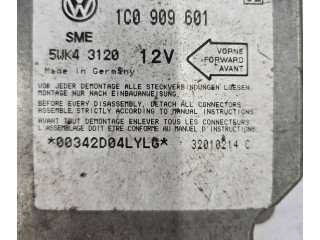 1C0 909 601
SME
5WK4 3120 12V
VORNE
FORWARD
AVANT
Made in Germany
VOR JEDER DEMONTAGE ALLE STECKVERBINDUNGEN LOESEN
MONTAGE NUR NACH EINBAUANWEISUNG!
BEFORE EVERY DISASSEMBLY, DETACH ALL CONNECTORS
ASSEMBLE STRICTLY ACCORDING TO MANUAL INSTRUCTIONS!
AVANT TOUT DEMONTAGE ENLEVER TOUS LES CONNECTEURS
L'ASSEMBLAGE DOIT ETRE CONFORME AU MANUEL D'INSTRUCTIONS!
*00342D04LYLG*
32010214 C